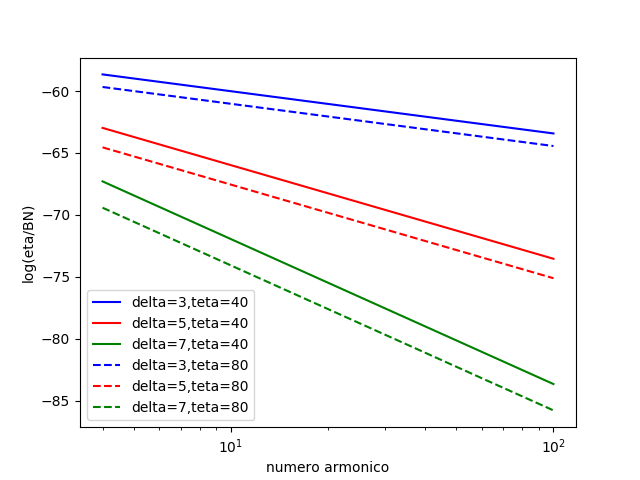 −60
−65
−70
−75
−80
−85
log(eta/BN)
delta=3,teta=40
delta=5,teta=40
delta=7,teta=40
delta=3,teta=80
delta=5,teta=80
delta=7,teta=80
10¹
10²
numero armonico